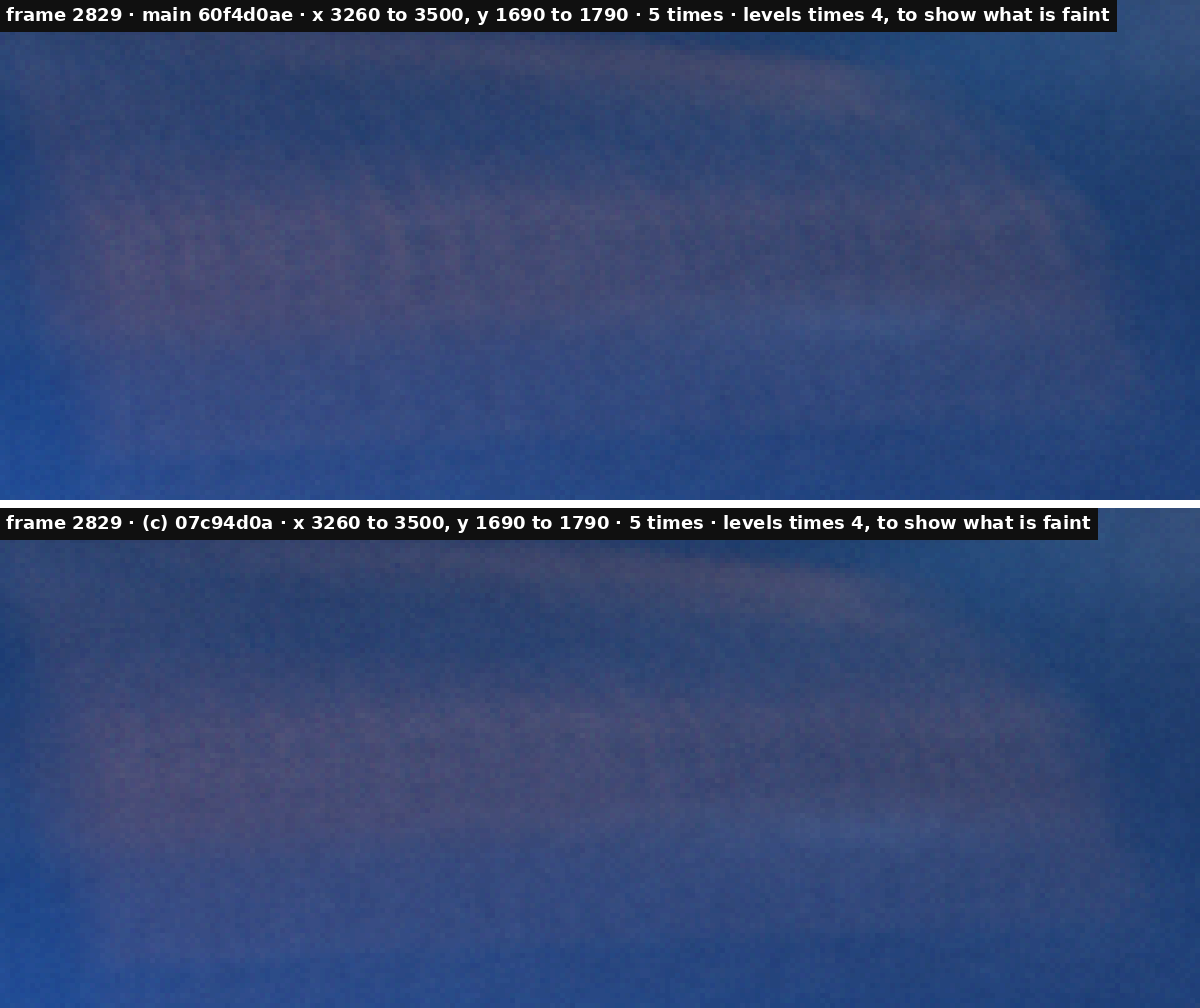 frame 2829 · main 60f4d0ae · x 3260 to 3500, y 1690 to 1790 · 5 times · levels times 4, to show what is faint
frame 2829 · (c) 07c94d0a · x 3260 to 3500, y 1690 to 1790 · 5 times · levels times 4, to show what is faint